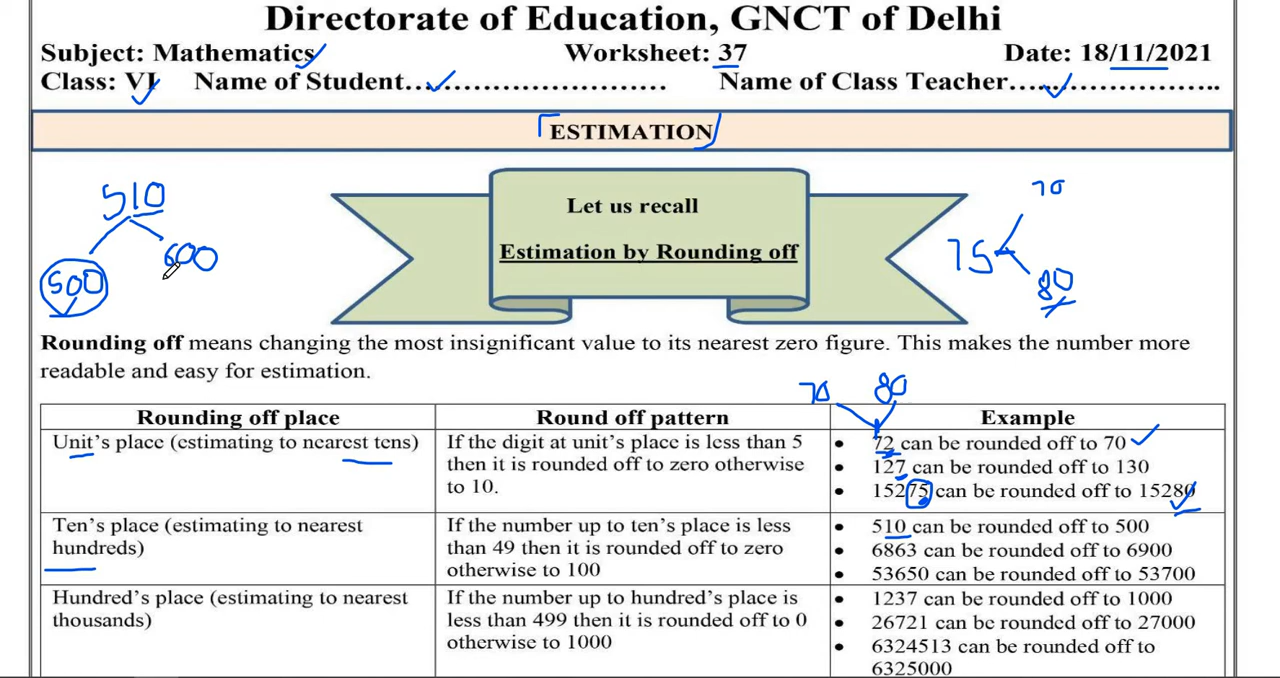 Directorate of Education, GNCT of Delhi
Subject: Mathematics Worksheet: 37 Date: 18/11/2021
Class: VI Name of Student……………………… Name of Class Teacher…………………..
ESTIMATION
510
500 600
Let us recall
Estimation by Rounding off
75 70
80
Rounding off means changing the most insignificant value to its nearest zero figure. This makes the number more
readable and easy for estimation.
70 80
Rounding off place Round off pattern Example
Unit's place (estimating to nearest tens)
If the digit at unit's place is less than 5
then it is rounded off to zero otherwise
to 10.
• 72 can be rounded off to 70
• 127 can be rounded off to 130
• 15275 can be rounded off to 15280
Ten's place (estimating to nearest
hundreds)
If the number up to ten's place is less
than 49 then it is rounded off to zero
otherwise to 100
• 510 can be rounded off to 500
• 6863 can be rounded off to 6900
• 53650 can be rounded off to 53700
Hundred's place (estimating to nearest
thousands)
If the number up to hundred's place is
less than 499 then it is rounded off to 0
otherwise to 1000
• 1237 can be rounded off to 1000
• 26721 can be rounded off to 27000
• 6324513 can be rounded off to
6325000